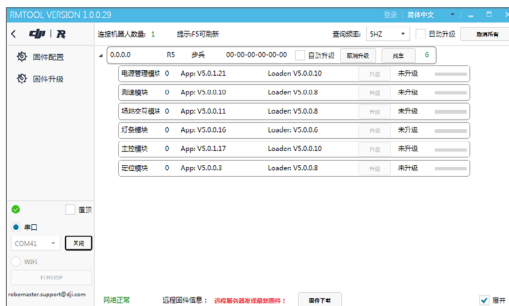 RMTOOL VERSION 1.0.0.29
登录 简体中文
连接机器人数量: 1 提示:F5可刷新 查询频率: 5HZ 自动升级 取消所有
固件配置
固件升级
0.0.0.0 R5 步兵 00-00-00-00-00-00 自动升级 取消升级 找车 6
电源管理模块 0 App: V5.0.1.21 Loader: V5.0.0.10 升级 未升级
测速模块 0 App: V5.0.0.10 Loader: V5.0.0.8 升级 未升级
场地交互模块 0 App: V5.0.0.11 Loader: V5.0.0.8 升级 未升级
灯条模块 0 App: V5.0.0.16 Loader: V5.0.0.6 升级 未升级
主控模块 0 App: V5.0.1.17 Loader: V5.0.0.10 升级 未升级
定位模块 0 App: V5.0.0.3 Loader: V5.0.0.8 升级 未升级
置顶
串口
COM41 关闭
WIFI
打开UDP
robomaster.support@dji.com
网络正常 远程固件信息: 远程服务器发现最新固件! 固件下载 展开